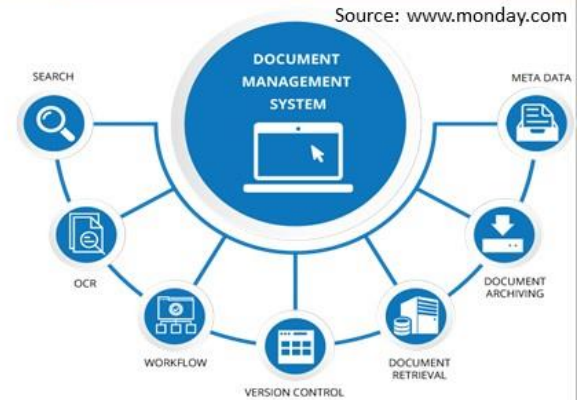 Source: www.monday.com
DOCUMENT
MANAGEMENT
SYSTEM
SEARCH
META DATA
OCR
DOCUMENT
ARCHIVING
WORKFLOW
DOCUMENT
RETRIEVAL
VERSION CONTROL